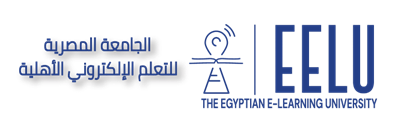 الجامعة المصرية
للتعلم الإلكتروني الأهلية
EELU
THE EGYPTIAN E-LEARNING UNIVERSITY